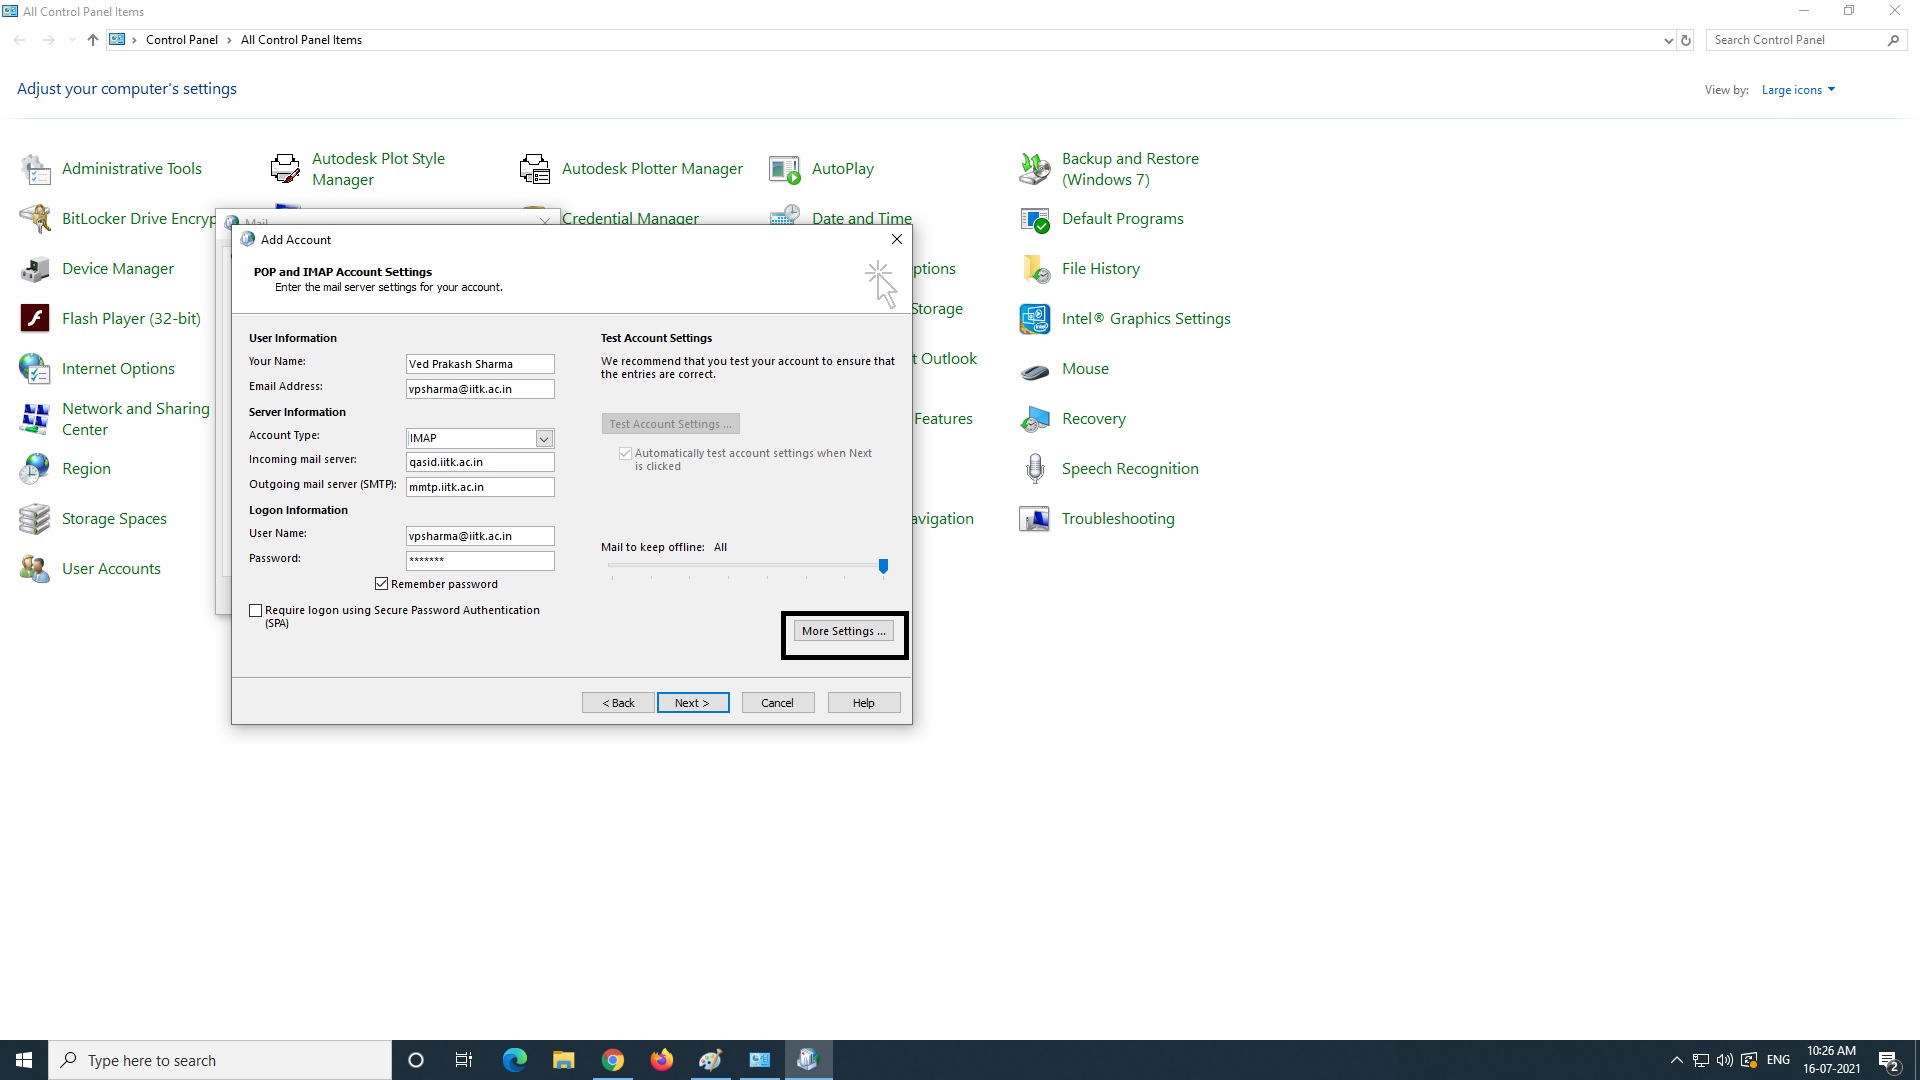 All Control Panel Items
Control Panel > All Control Panel Items
Search Control Panel
Adjust your computer's settings
View by: Large icons
Administrative Tools
Autodesk Plot Style
Manager
Autodesk Plotter Manager
AutoPlay
Backup and Restore
(Windows 7)
BitLocker Drive Encryp
Mail
Credential Manager
Date and Time
Default Programs
Device Manager
ptions
File History
Flash Player (32-bit)
Storage
Intel® Graphics Settings
Internet Options
t Outlook
Mouse
Network and Sharing
Center
Features
Recovery
Region
Speech Recognition
Storage Spaces
avigation
Troubleshooting
User Accounts
Add Account
POP and IMAP Account Settings
Enter the mail server settings for your account.
User Information
Your Name: Ved Prakash Sharma
Email Address: vpsharma@iitk.ac.in
Server Information
Account Type: IMAP
Incoming mail server: qasid.iitk.ac.in
Outgoing mail server (SMTP): mmtp.iitk.ac.in
Logon Information
User Name: vpsharma@iitk.ac.in
Password: *******
Remember password
Require logon using Secure Password Authentication
(SPA)
Test Account Settings
We recommend that you test your account to ensure that
the entries are correct.
Test Account Settings ...
Automatically test account settings when Next
is clicked
Mail to keep offline: All
More Settings ...
< Back
Next >
Cancel
Help
Type here to search
ENG
10:26 AM
16-07-2021
2